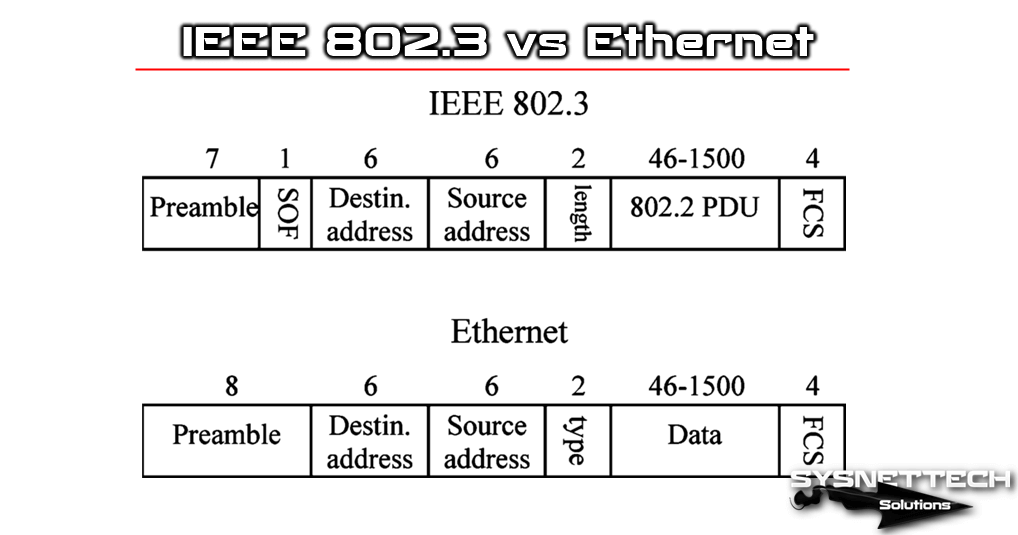 IEEE 802.3 vs Ethernet
IEEE 802.3
7 1 6 6 2 46-1500 4
Preamble SOF Destin. address Source address length 802.2 PDU FCS
Ethernet
8 6 6 2 46-1500 4
Preamble Destin. address Source address type Data FCS
SYSNETTECH
Solutions